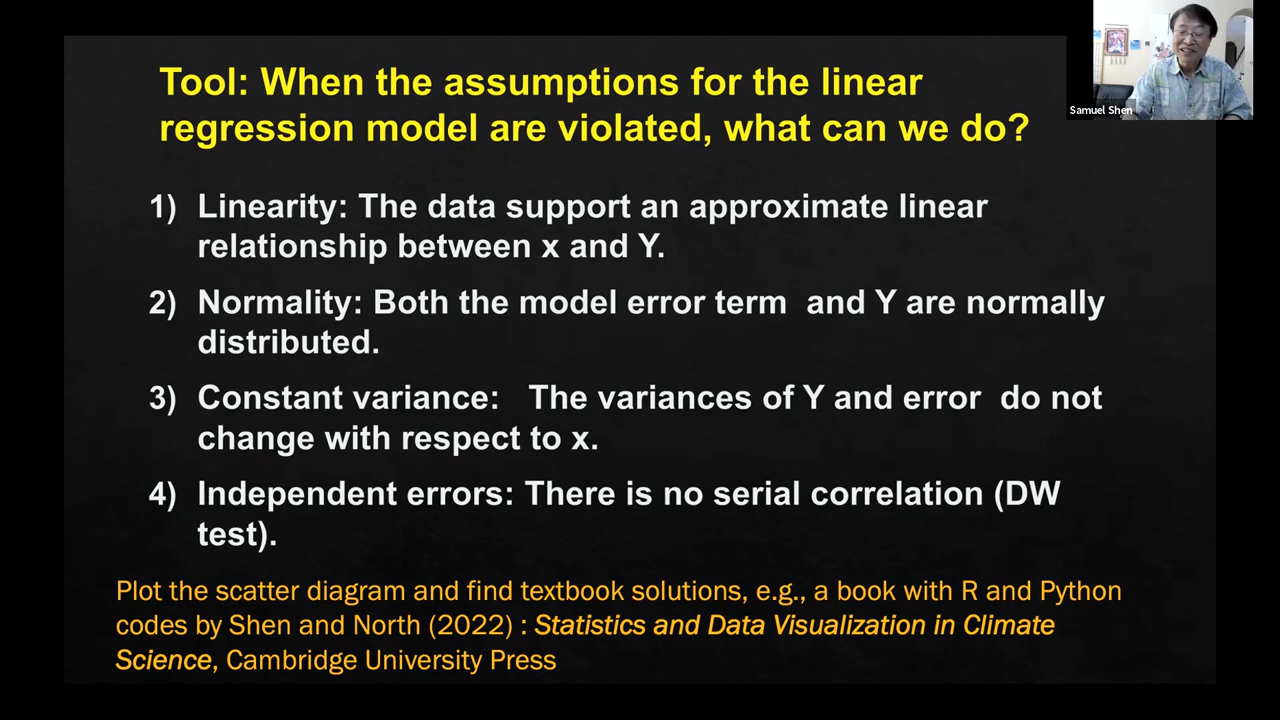 Tool: When the assumptions for the linear
regression model are violated, what can we do?
Samuel Shen
1) Linearity: The data support an approximate linear
relationship between x and Y.
2) Normality: Both the model error term  and Y are normally
distributed.
3) Constant variance:   The variances of Y and error  do not
change with respect to x.
4) Independent errors: There is no serial correlation (DW
test).
Plot the scatter diagram and find textbook solutions, e.g., a book with R and Python
codes by Shen and North (2022) : Statistics and Data Visualization in Climate
Science, Cambridge University Press